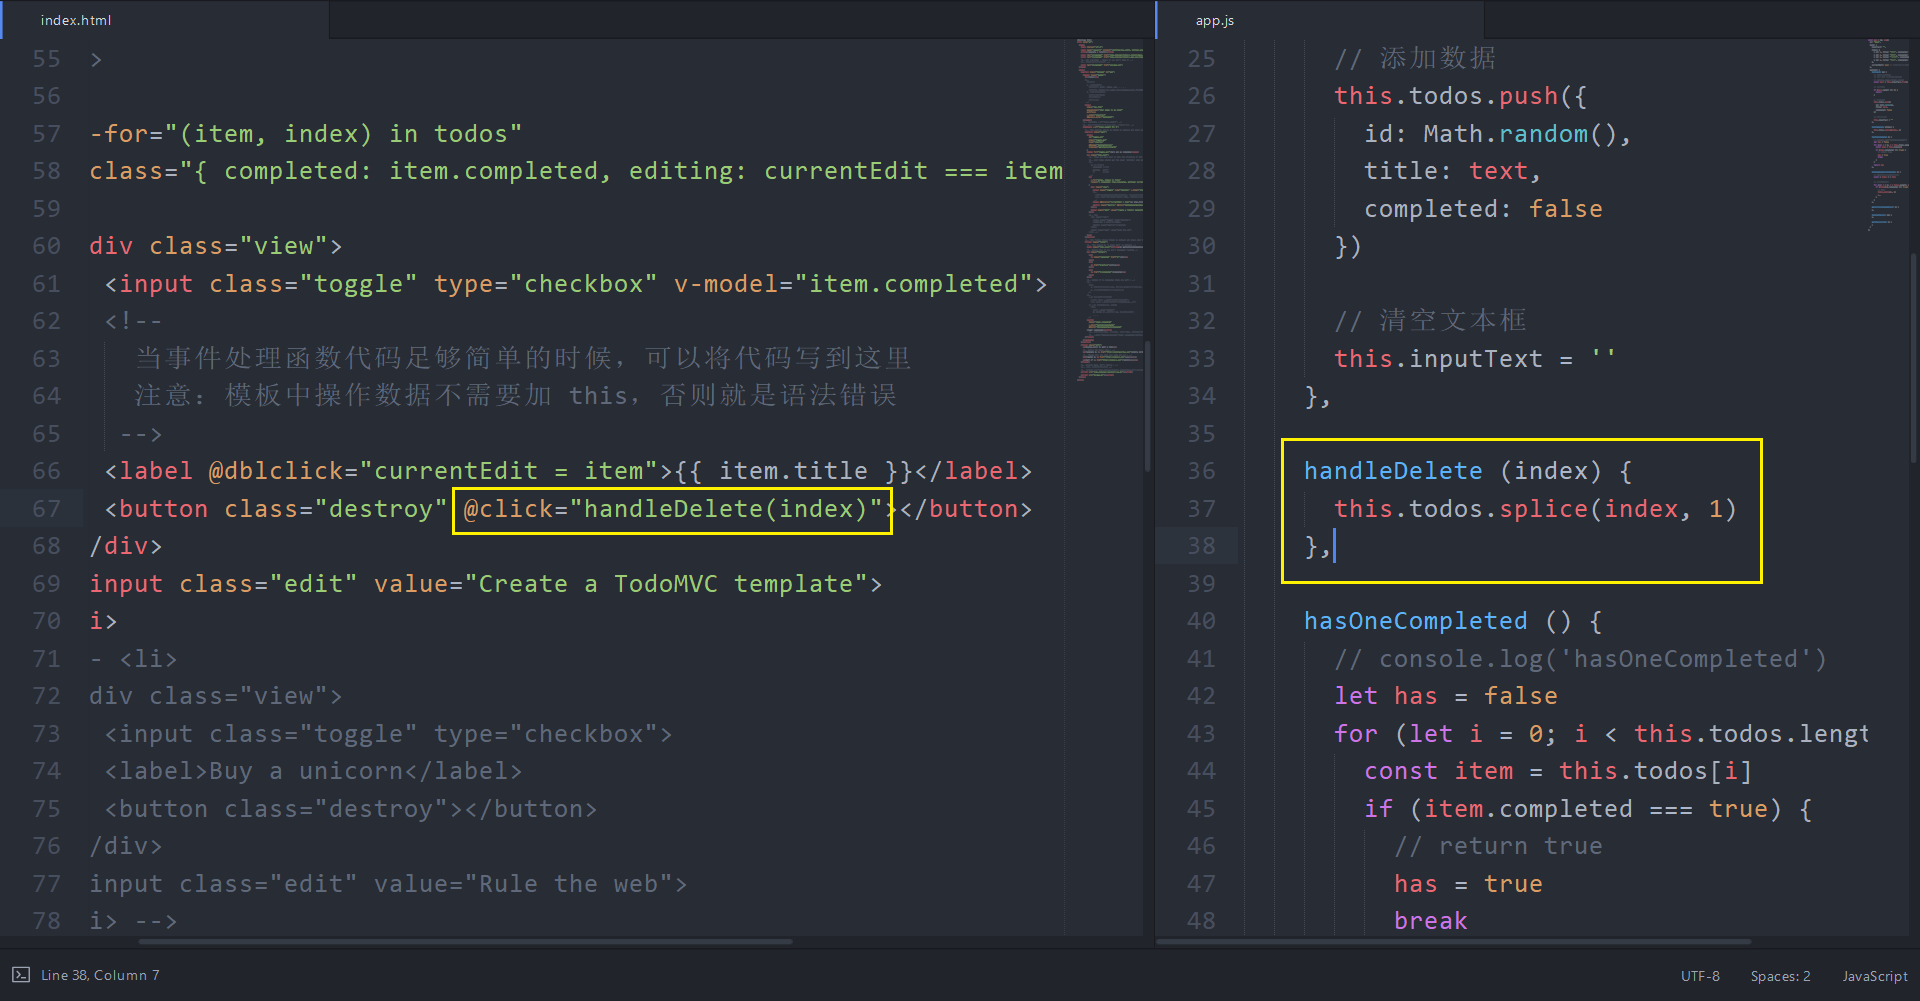 index.html
55 >
56
57 -for="(item, index) in todos"
58 class="{ completed: item.completed, editing: currentEdit === item
59
60 div class="view">
61 <input class="toggle" type="checkbox" v-model="item.completed">
62 <!--
63 当事件处理函数代码足够简单的时候，可以将代码写到这里
64 注意：模板中操作数据不需要加 this，否则就是语法错误
65 -->
66 <label @dblclick="currentEdit = item">{{ item.title }}</label>
67 <button class="destroy" @click="handleDelete(index)"></button>
68 /div>
69 input class="edit" value="Create a TodoMVC template">
70 i>
71 - <li>
72 div class="view">
73 <input class="toggle" type="checkbox">
74 <label>Buy a unicorn</label>
75 <button class="destroy"></button>
76 /div>
77 input class="edit" value="Rule the web">
78 i> -->
app.js
25 // 添加数据
26 this.todos.push({
27 id: Math.random(),
28 title: text,
29 completed: false
30 })
31
32 // 清空文本框
33 this.inputText = ''
34 },
35
36 handleDelete (index) {
37 this.todos.splice(index, 1)
38 },
39
40 hasOneCompleted () {
41 // console.log('hasOneCompleted')
42 let has = false
43 for (let i = 0; i < this.todos.lengt
44 const item = this.todos[i]
45 if (item.completed === true) {
46 // return true
47 has = true
48 break
Line 38, Column 7
UTF-8
Spaces: 2
JavaScript